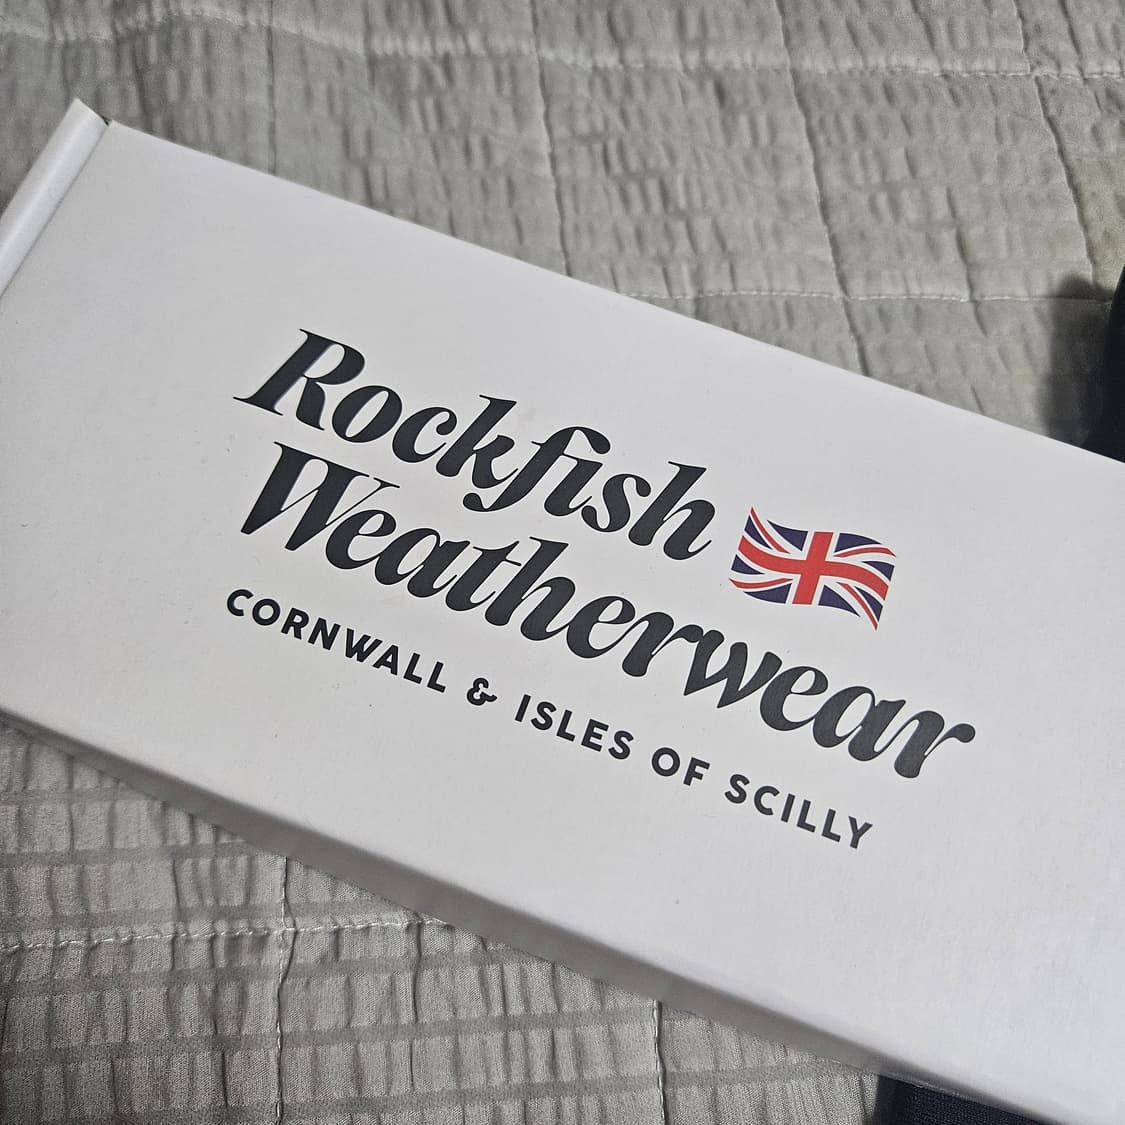 Rockfish
Weatherwear
CORNWALL & ISLES OF SCILLY